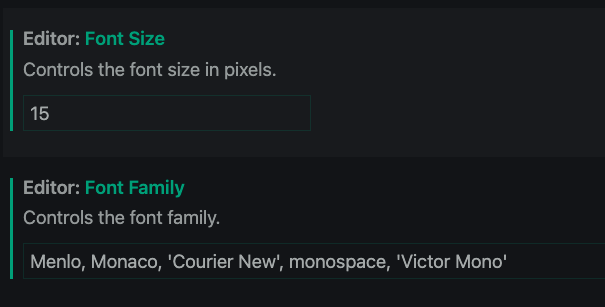 Editor: Font Size
Controls the font size in pixels.
15
Editor: Font Family
Controls the font family.
Menlo, Monaco, 'Courier New', monospace, 'Victor Mono'